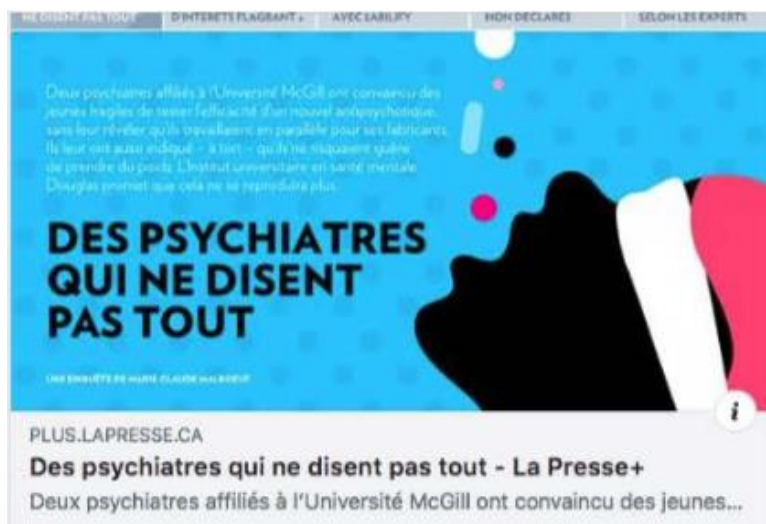 NE DISENT PAS TOUT
D'INTÉRÊTS FLAGRANT »
AVEC L'ABILIFY
NON DÉCLARÉS
SELON LES EXPERTS
Deux psychiatres affiliés à l'Université McGill ont convaincu des
jeunes fragiles de tester l'efficacité d'un nouvel antipsychotique,
sans leur révéler qu'ils travaillaient en parallèle pour ses fabricants.
Ils leur ont aussi indiqué – à tort – qu'ils ne risquaient guère
de prendre du poids. L'Institut universitaire en santé mentale
Douglas promet que cela ne se reproduira plus.
DES PSYCHIATRES
QUI NE DISENT
PAS TOUT
UNE ENQUÊTE DE MARIE-CLAUDE MALBOEUF
i
PLUS.LAPRESSE.CA
Des psychiatres qui ne disent pas tout - La Presse+
Deux psychiatres affiliés à l'Université McGill ont convaincu des jeunes...